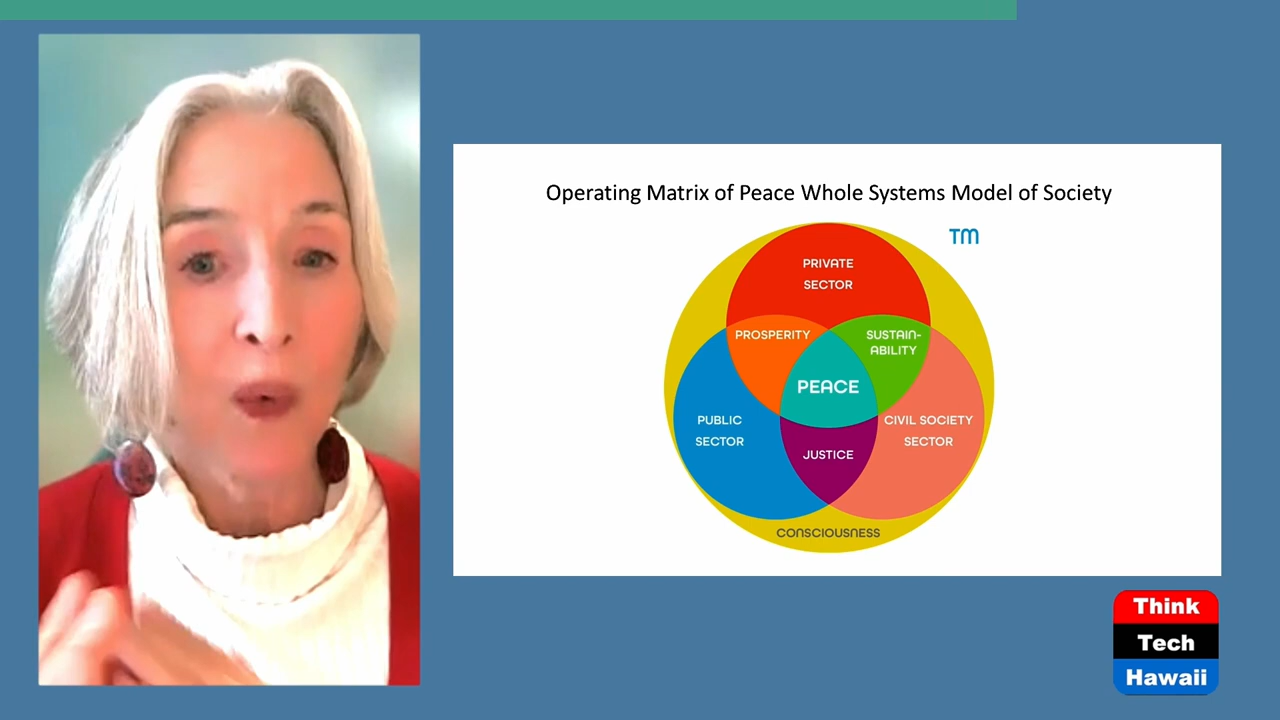 Operating Matrix of Peace Whole Systems Model of Society
TM
PRIVATE
SECTOR
PROSPERITY
SUSTAIN-
ABILITY
PEACE
PUBLIC
SECTOR
CIVIL SOCIETY
SECTOR
JUSTICE
CONSCIOUSNESS
Think
Tech
Hawaii